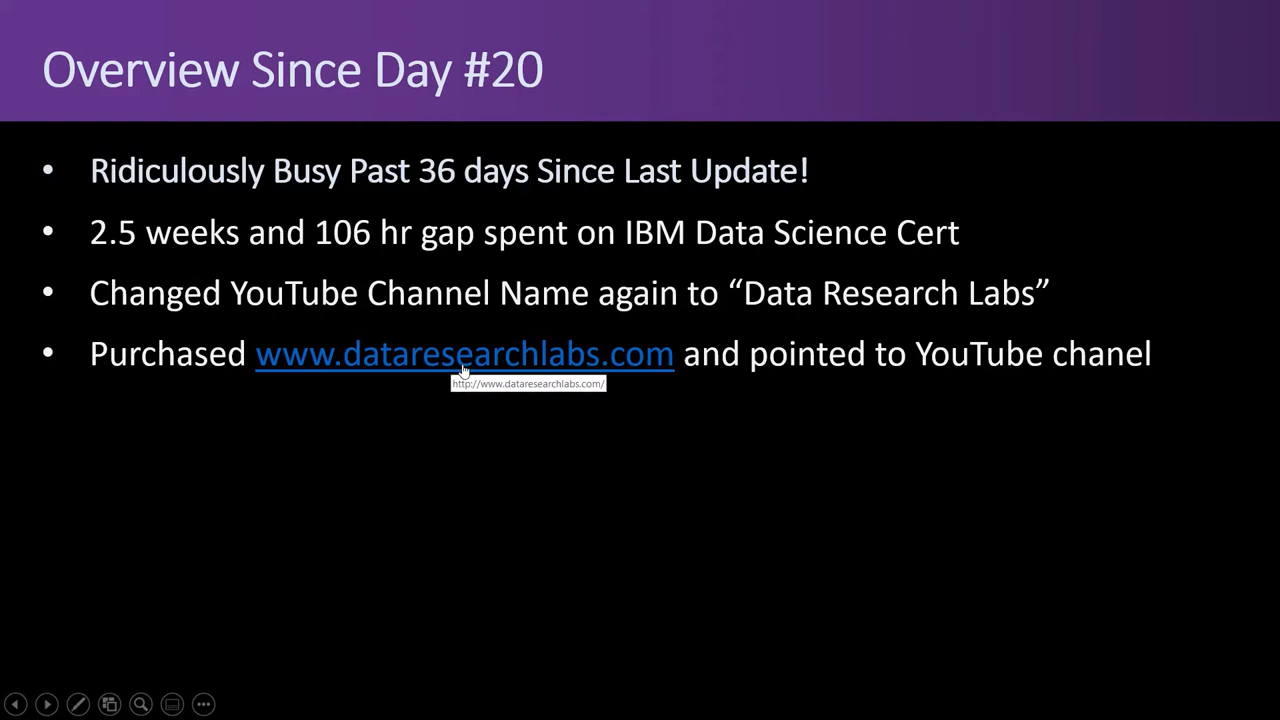 Overview Since Day #20
• Ridiculously Busy Past 36 days Since Last Update!
• 2.5 weeks and 106 hr gap spent on IBM Data Science Cert
• Changed YouTube Channel Name again to “Data Research Labs”
• Purchased www.dataresearchlabs.com and pointed to YouTube chanel
http://www.dataresearchlabs.com/